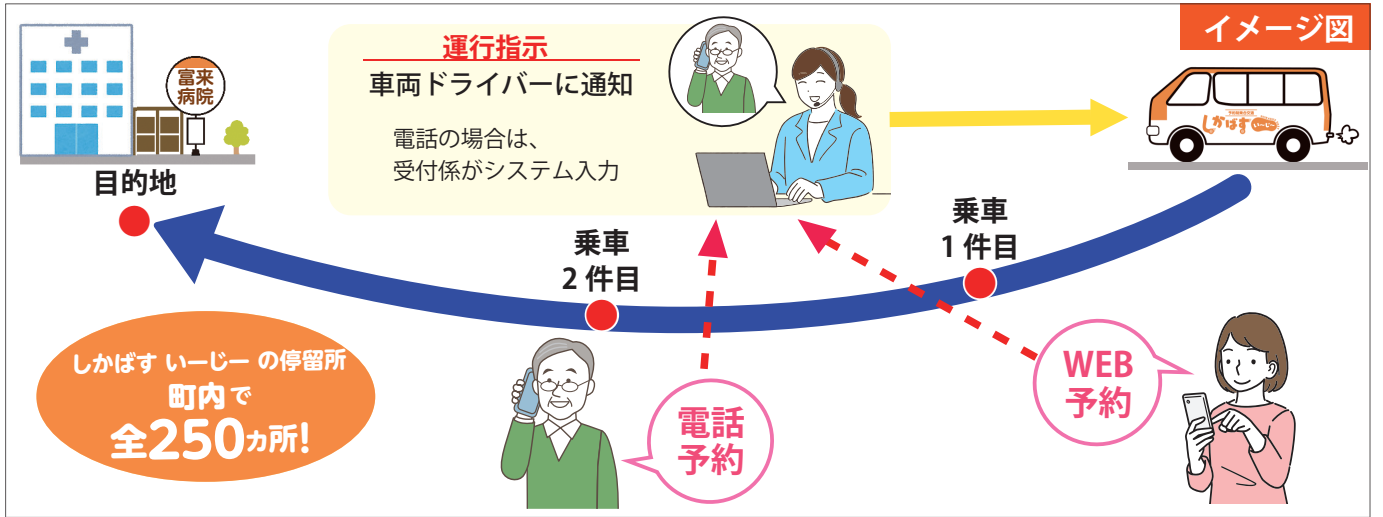 イメージ図
富来
病院
運行指示
車両ドライバーに通知
電話の場合は、
受付係がシステム入力
しかばす いーじー
目的地
乗車
1 件目
乗車
2 件目
しかばす いーじー の停留所
町内で
全250ヵ所!
電話
予約
WEB
予約